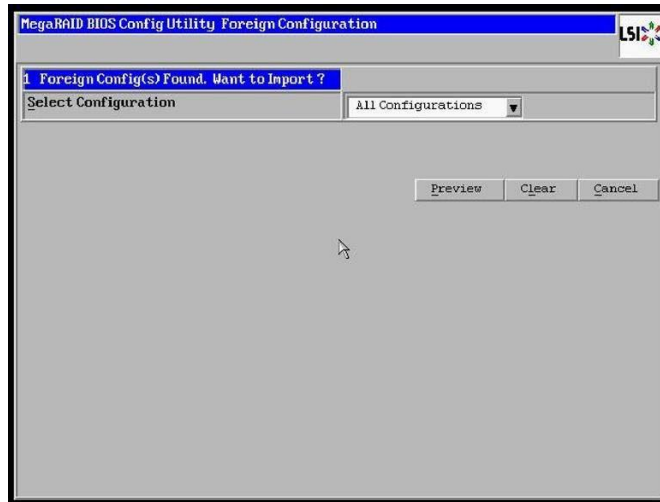 MegaRAID BIOS Config Utility Foreign Configuration
LSI
1 Foreign Config(s) Found. Want to Import ?
Select Configuration
All Configurations
Preview Clear Cancel